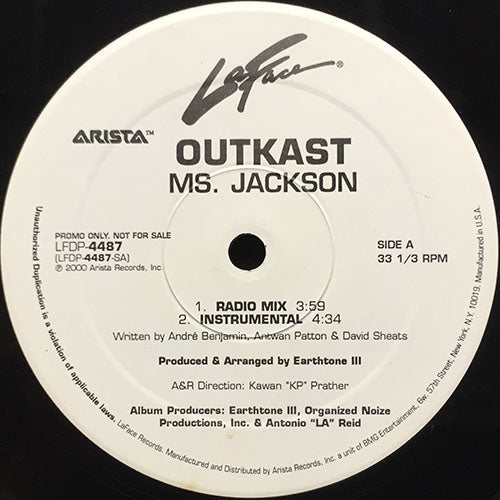 LaFace®
ARISTA™
OUTKAST
MS. JACKSON
PROMO ONLY. NOT FOR SALE
LFDP-4487
(LFDP-4487-SA)
℗ 2000 Arista Records, Inc.
SIDE A
33 1/3 RPM
1. RADIO MIX 3:59
2. INSTRUMENTAL 4:34
Written by André Benjamin, Antwan Patton & David Sheats
Produced & Arranged by Earthtone III
A&R Direction: Kawan "KP" Prather
Album Producers: Earthtone III, Organized Noize
Productions, Inc. & Antonio "LA" Reid
Unauthorized Duplication is a violation of applicable laws. LaFace Records. Manufactured and Distributed by Arista Records, Inc. a unit of BMG Entertainment, 6w. 57th Street, New York, N.Y. 10019. Manufactured in U.S.A.